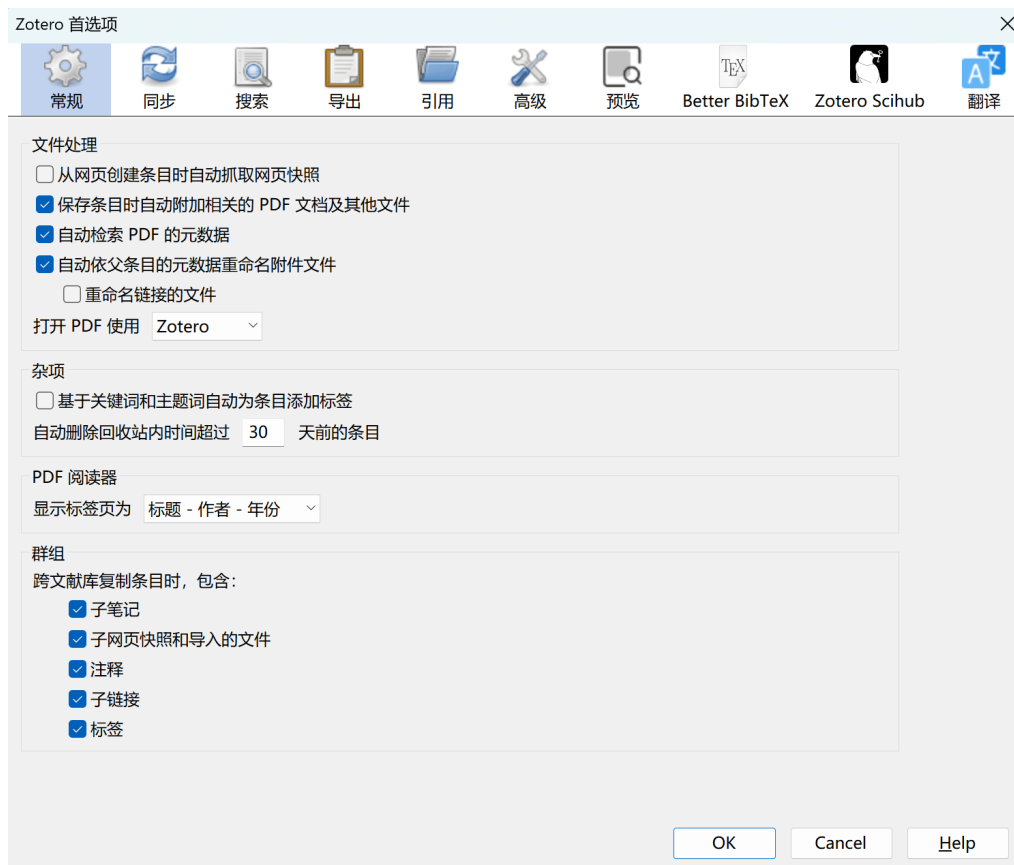 Zotero 首选项
常规 同步 搜索 导出 引用 高级 预览 Better BibTeX Zotero Scihub 翻译
文件处理
从网页创建条目时自动抓取网页快照
保存条目时自动附加相关的 PDF 文档及其他文件
自动检索 PDF 的元数据
自动依父条目的元数据重命名附件文件
重命名链接的文件
打开 PDF 使用 Zotero
杂项
基于关键词和主题词自动为条目添加标签
自动删除回收站内时间超过 30 天前的条目
PDF 阅读器
显示标签页为 标题 - 作者 - 年份
群组
跨文献库复制条目时，包含：
子笔记
子网页快照和导入的文件
注释
子链接
标签
OK Cancel Help